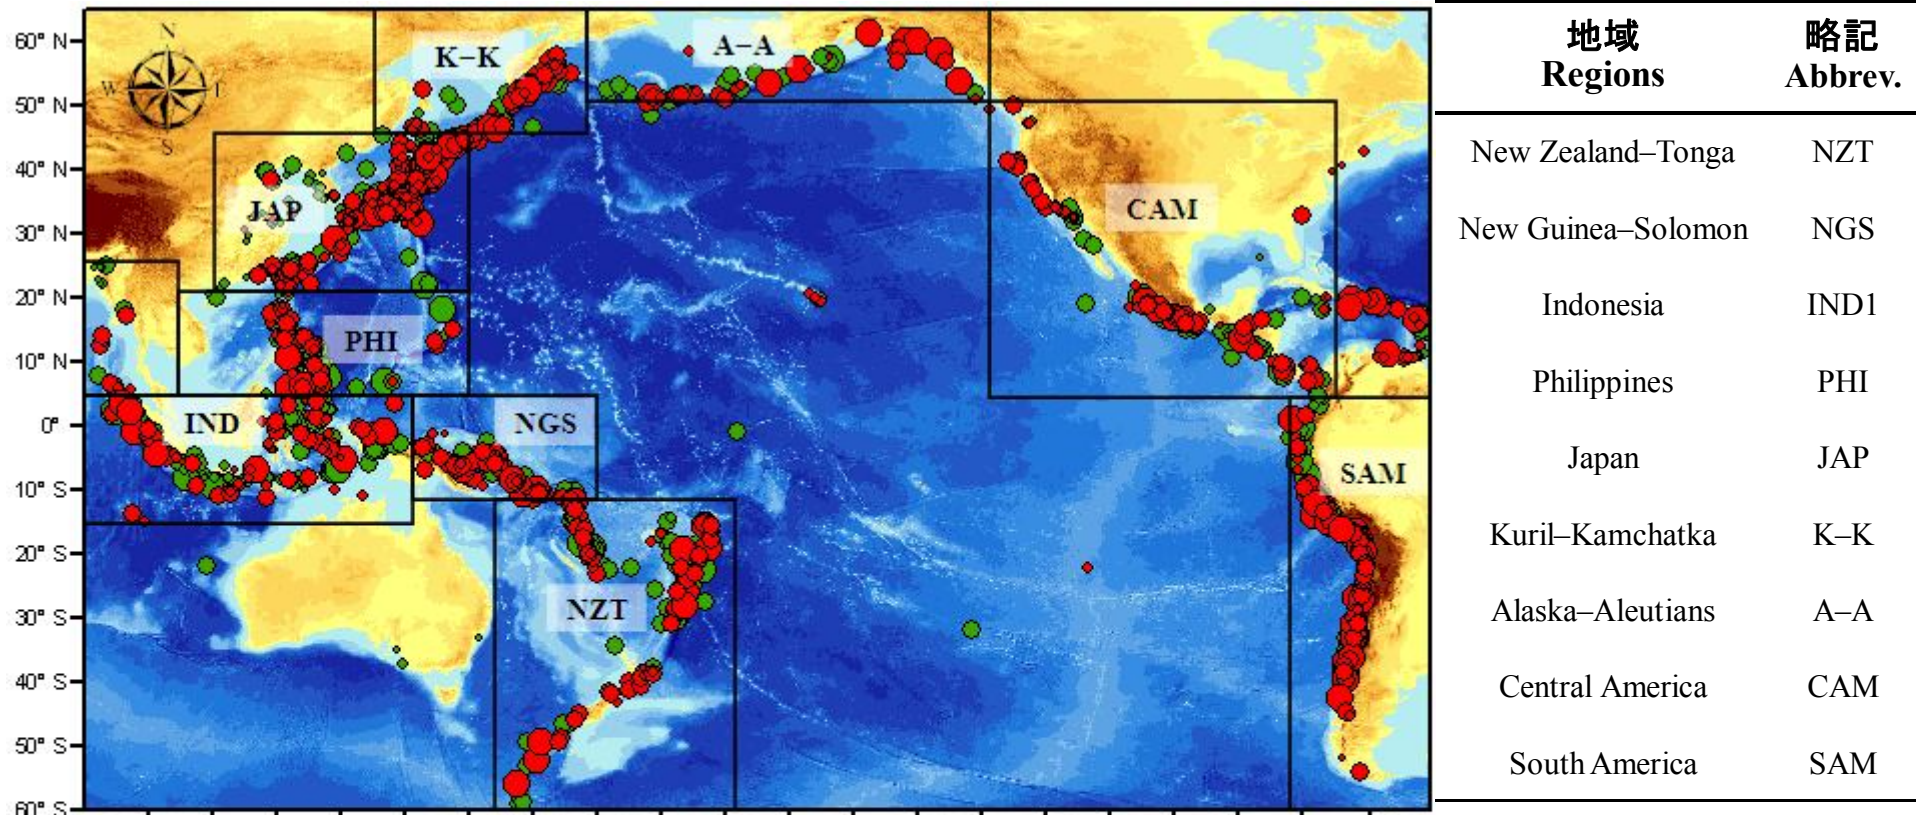 60° N
50° N
40° N
30° N
20° N
10° N
0°
10° S
20° S
30° S
40° S
50° S
60° S
N
W
E
S
K–K
A–A
JAP
CAM
PHI
IND
NGS
SAM
NZT
地域 略記
Regions Abbrev.
New Zealand–Tonga NZT
New Guinea–Solomon NGS
Indonesia IND1
Philippines PHI
Japan JAP
Kuril–Kamchatka K–K
Alaska–Aleutians A–A
Central America CAM
South America SAM